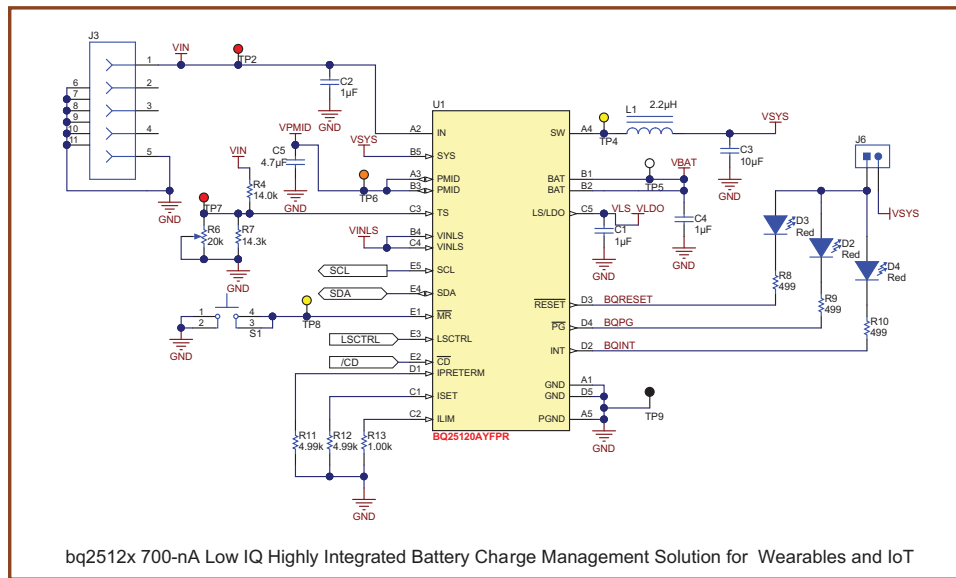 J3
VIN
TP2
1
2
3
4
5
6
7
8
9
10
11
GND
C2
1µF
GND
VPMID
VSYS
C5
4.7µF
GND
TP6
VIN
R4
14.0k
TP7
R6
20k
R7
14.3k
GND
VINLS
SCL
SDA
1
2
4
3
S1
GND
TP8
LSCTRL
/CD
R11
4.99k
R12
4.99k
R13
1.00k
GND
U1
A2 IN
B5 SYS
A3 PMID
B3 PMID
C3 TS
B4 VINLS
C4 VINLS
E5 SCL
E4 SDA
E1 MR
E3 LSCTRL
E2 CD
D1 IPRETERM
C1 ISET
C2 ILIM
SW A4
BAT B1
BAT B2
LS/LDO C5
RESET D3
PG D4
INT D2
GND A1
GND D5
PGND A5
BQ25120AYFPR
TP4
L1
2.2µH
VSYS
C3
10µF
GND
TP5
VBAT
C4
1µF
GND
VLS_VLDO
C1
1µF
GND
J6
VSYS
D3
Red
D2
Red
D4
Red
R8
499
R9
499
R10
499
BQRESET
BQPG
BQINT
TP9
GND
bq2512x 700-nA Low IQ Highly Integrated Battery Charge Management Solution for Wearables and IoT